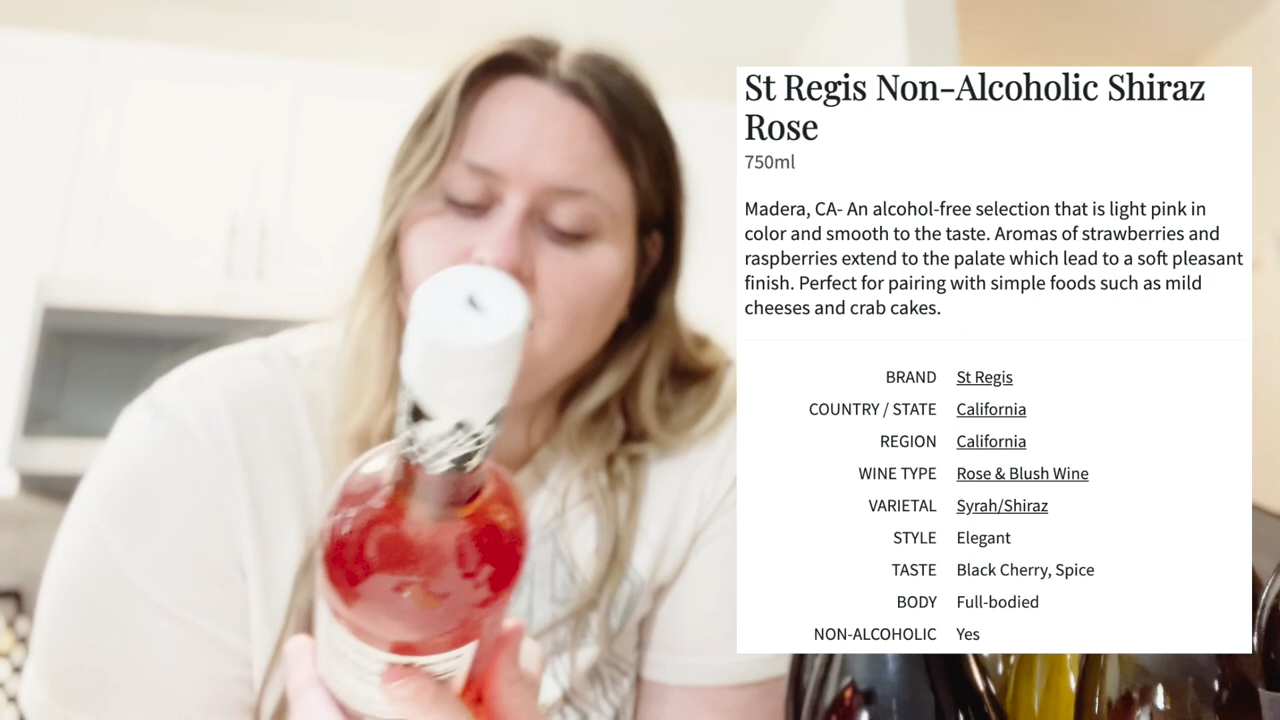 St Regis Non-Alcoholic Shiraz
Rose
750ml
Madera, CA- An alcohol-free selection that is light pink in
color and smooth to the taste. Aromas of strawberries and
raspberries extend to the palate which lead to a soft pleasant
finish. Perfect for pairing with simple foods such as mild
cheeses and crab cakes.
BRAND St Regis
COUNTRY / STATE California
REGION California
WINE TYPE Rose & Blush Wine
VARIETAL Syrah/Shiraz
STYLE Elegant
TASTE Black Cherry, Spice
BODY Full-bodied
NON-ALCOHOLIC Yes